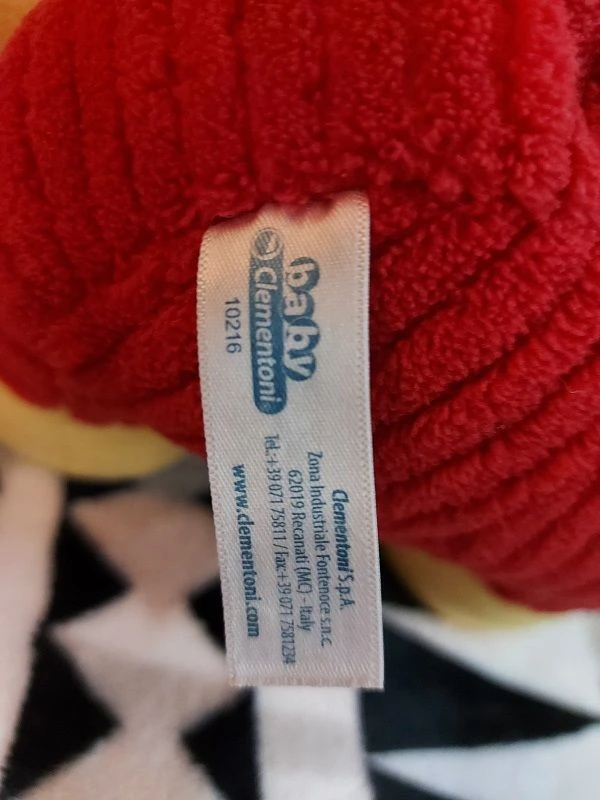 baby
Clementoni
10216
Clementoni S.p.A.
Zona Industriale Fontenoce s.n.c.
62019 Recanati (MC) - Italy
Tel.:+39 071 75811 / Fax:+39 071 7581234
www.clementoni.com